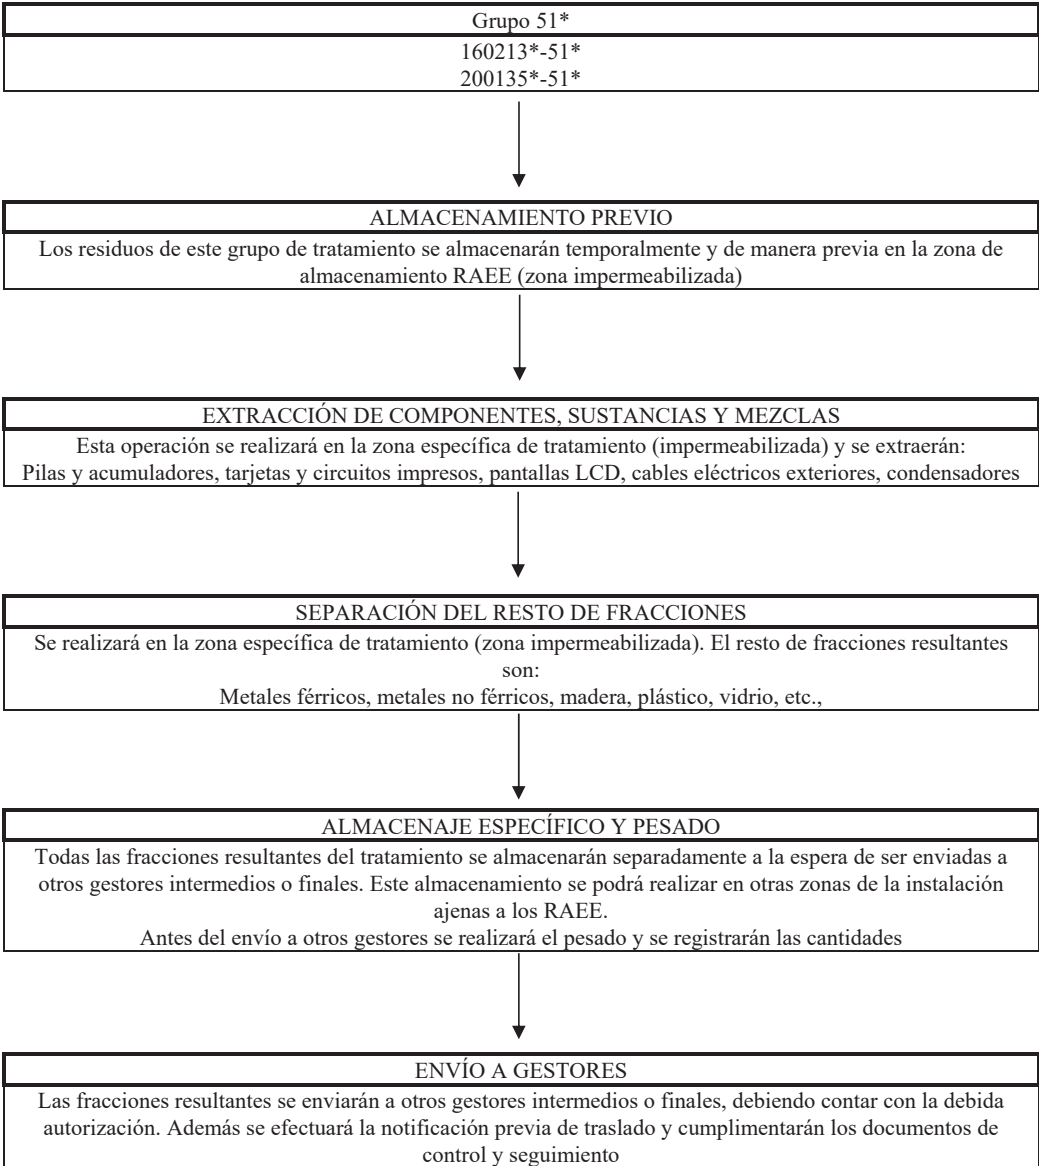 Grupo 51*
160213*-51*
200135*-51*
ALMACENAMIENTO PREVIO
Los residuos de este grupo de tratamiento se almacenarán temporalmente y de manera previa en la zona de
almacenamiento RAEE (zona impermeabilizada)
EXTRACCIÓN DE COMPONENTES, SUSTANCIAS Y MEZCLAS
Esta operación se realizará en la zona específica de tratamiento (impermeabilizada) y se extraerán:
Pilas y acumuladores, tarjetas y circuitos impresos, pantallas LCD, cables eléctricos exteriores, condensadores
SEPARACIÓN DEL RESTO DE FRACCIONES
Se realizará en la zona específica de tratamiento (zona impermeabilizada). El resto de fracciones resultantes
son:
Metales férricos, metales no férricos, madera, plástico, vidrio, etc.,
ALMACENAJE ESPECÍFICO Y PESADO
Todas las fracciones resultantes del tratamiento se almacenarán separadamente a la espera de ser enviadas a
otros gestores intermedios o finales. Este almacenamiento se podrá realizar en otras zonas de la instalación
ajenas a los RAEE.
Antes del envío a otros gestores se realizará el pesado y se registrarán las cantidades
ENVÍO A GESTORES
Las fracciones resultantes se enviarán a otros gestores intermedios o finales, debiendo contar con la debida
autorización. Además se efectuará la notificación previa de traslado y cumplimentarán los documentos de
control y seguimiento